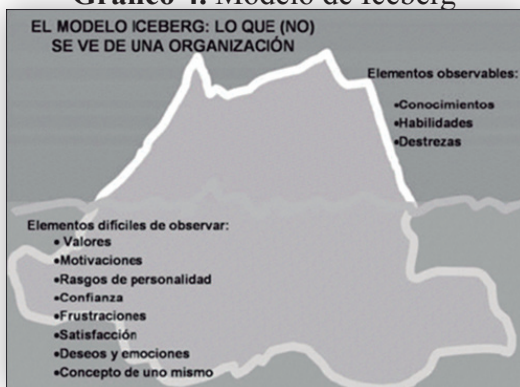 Gráfico 4. Modelo de Iceberg
EL MODELO ICEBERG: LO QUE (NO)
SE VE DE UNA ORGANIZACIÓN
Elementos observables:
•Conocimientos
•Habilidades
•Destrezas
Elementos difíciles de observar:
• Valores
•Motivaciones
•Rasgos de personalidad
•Confianza
•Frustraciones
•Satisfacción
•Deseos y emociones
•Concepto de uno mismo